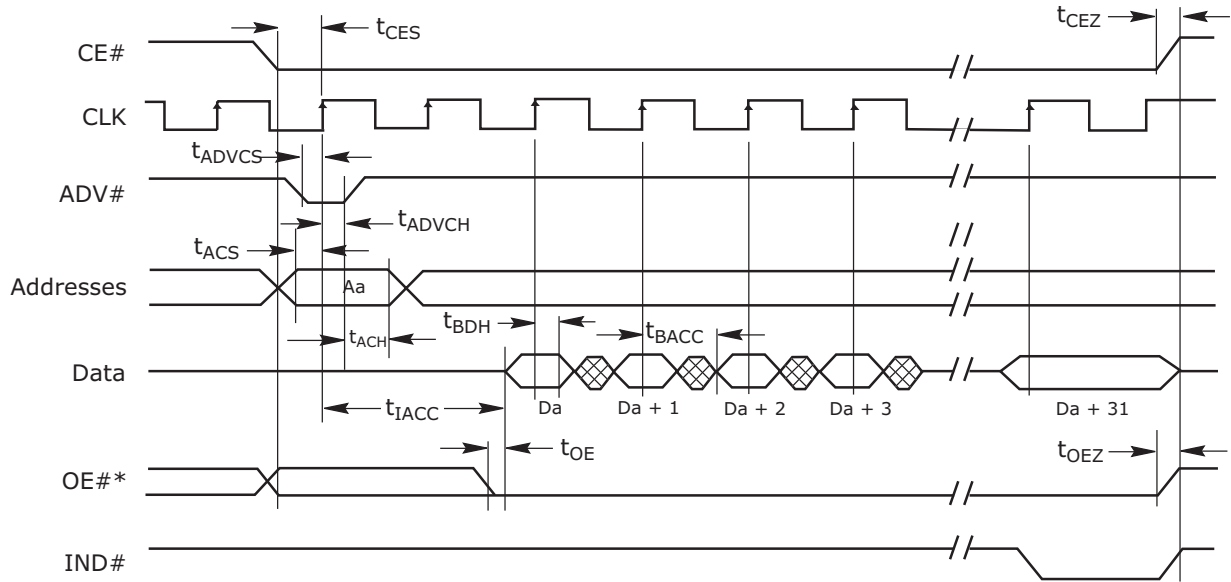 tCES
tCEZ
CE#
CLK
tADVCS
ADV#
tADVCH
tACS
Addresses
Aa
tBDH
tBACC
tACH
Data
Da
Da + 1
Da + 2
Da + 3
Da + 31
tIACC
tOE
tOEZ
OE#*
IND#